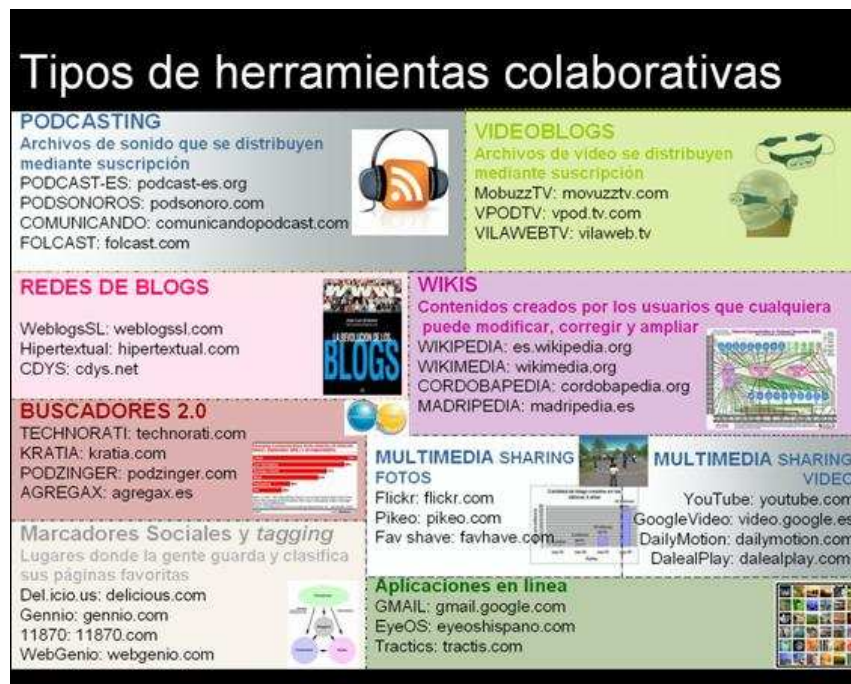 Tipos de herramientas colaborativas
PODCASTING
Archivos de sonido que se distribuyen
mediante suscripción
PODCAST-ES: podcast-es.org
PODSONOROS: podsonoro.com
COMUNICANDO: comunicandopodcast.com
FOLCAST: folcast.com
VIDEOBLOGS
Archivos de video se distribuyen
mediante suscripción
MobuzzTV: movuzztv.com
VPODTV: vpod.tv.com
VILAWEBTV: vilaweb.tv
REDES DE BLOGS
WeblogsSL: weblogssl.com
Hipertextual: hipertextual.com
CDYS: cdys.net
WWW
LA REVOLUCIÓN DE LOS
BLOGS
WIKIS
Contenidos creados por los usuarios que cualquiera
puede modificar, corregir y ampliar
WIKIPEDIA: es.wikipedia.org
WIKIMEDIA: wikimedia.org
CORDOBAPEDIA: cordobapedia.org
MADRIPEDIA: madripedia.es
BUSCADORES 2.0
TECHNORATI: technorati.com
KRATIA: kratia.com
PODZINGER: podzinger.com
AGREGAX: agregax.es
MULTIMEDIA SHARING
FOTOS
Flickr: flickr.com
Pikeo: pikeo.com
Fav shave: favhave.com
MULTIMEDIA SHARING
VIDEO
YouTube: youtube.com
GoogleVideo: video.google.es
DailyMotion: dailymotion.com
DalealPlay: dalealplay.com
Marcadores Sociales y tagging
Lugares donde la gente guarda y clasifica
sus páginas favoritas
Del.icio.us: delicious.com
Gennio: gennio.com
11870: 11870.com
WebGenio: webgenio.com
Aplicaciones en linea
GMAIL: gmail.google.com
EyeOS: eyeoshispano.com
Tractics: tractis.com